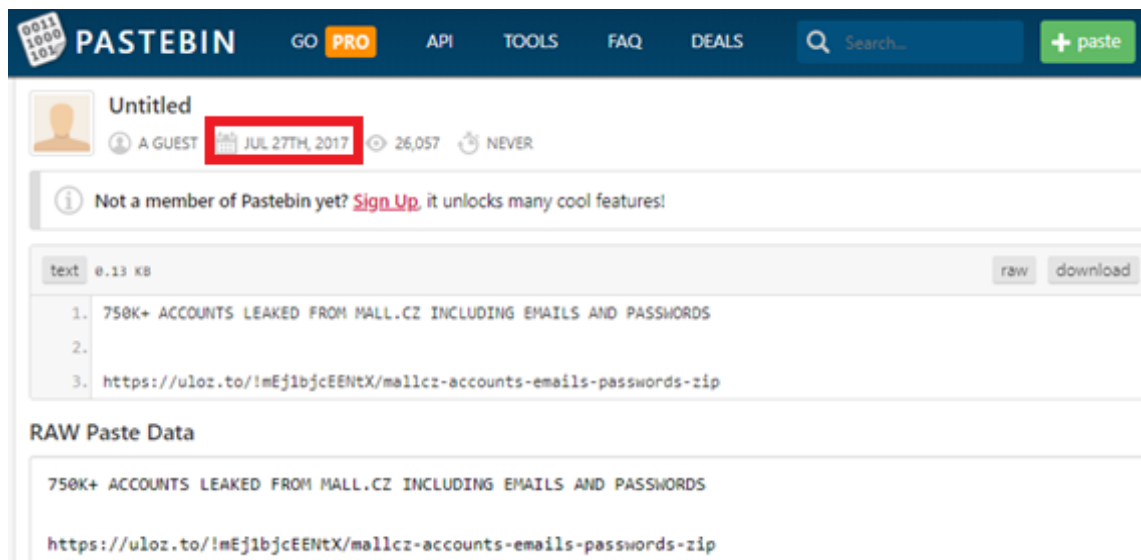 0011 1000 101 PASTEBIN GO PRO API TOOLS FAQ DEALS Search... + paste
Untitled
A GUEST JUL 27TH, 2017 26,057 NEVER
Not a member of Pastebin yet? Sign Up, it unlocks many cool features!
text 0.13 KB raw download
1. 750K+ ACCOUNTS LEAKED FROM MALL.CZ INCLUDING EMAILS AND PASSWORDS
2.
3. https://uloz.to/!mEj1bjcEENtX/mallcz-accounts-emails-passwords-zip
RAW Paste Data
750K+ ACCOUNTS LEAKED FROM MALL.CZ INCLUDING EMAILS AND PASSWORDS
https://uloz.to/!mEj1bjcEENtX/mallcz-accounts-emails-passwords-zip